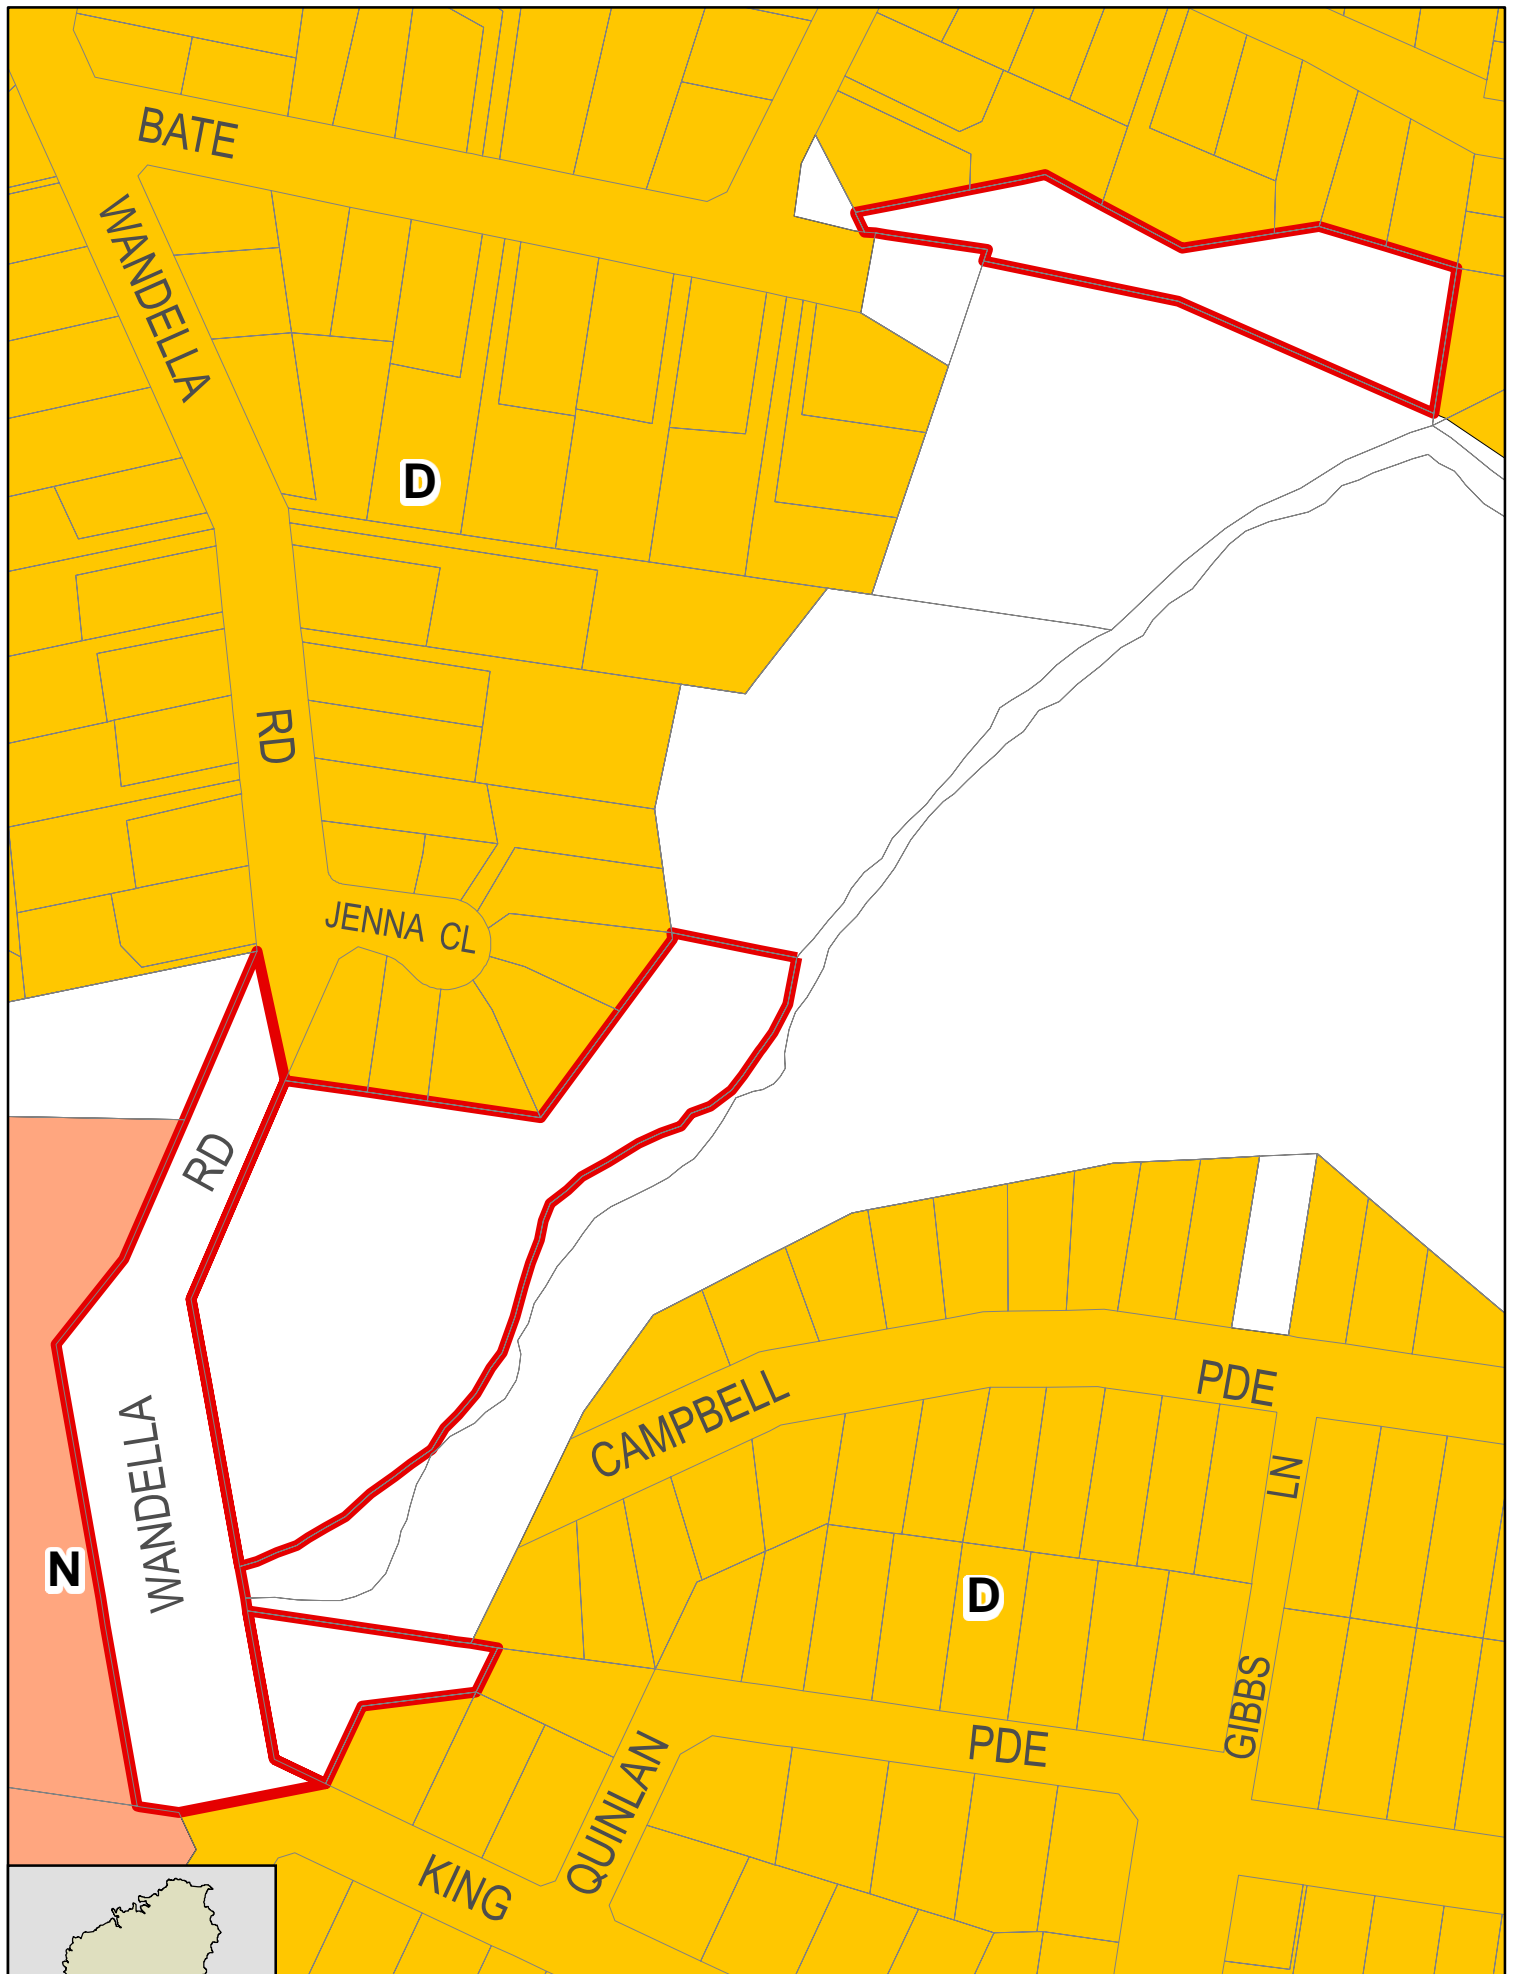 BATE
WANDELLA
D
RD
JENNA CL
RD
PDE
CAMPBELL
WANDELLA
LN
N
D
GIBBS
PDE
QUINLAN
KING